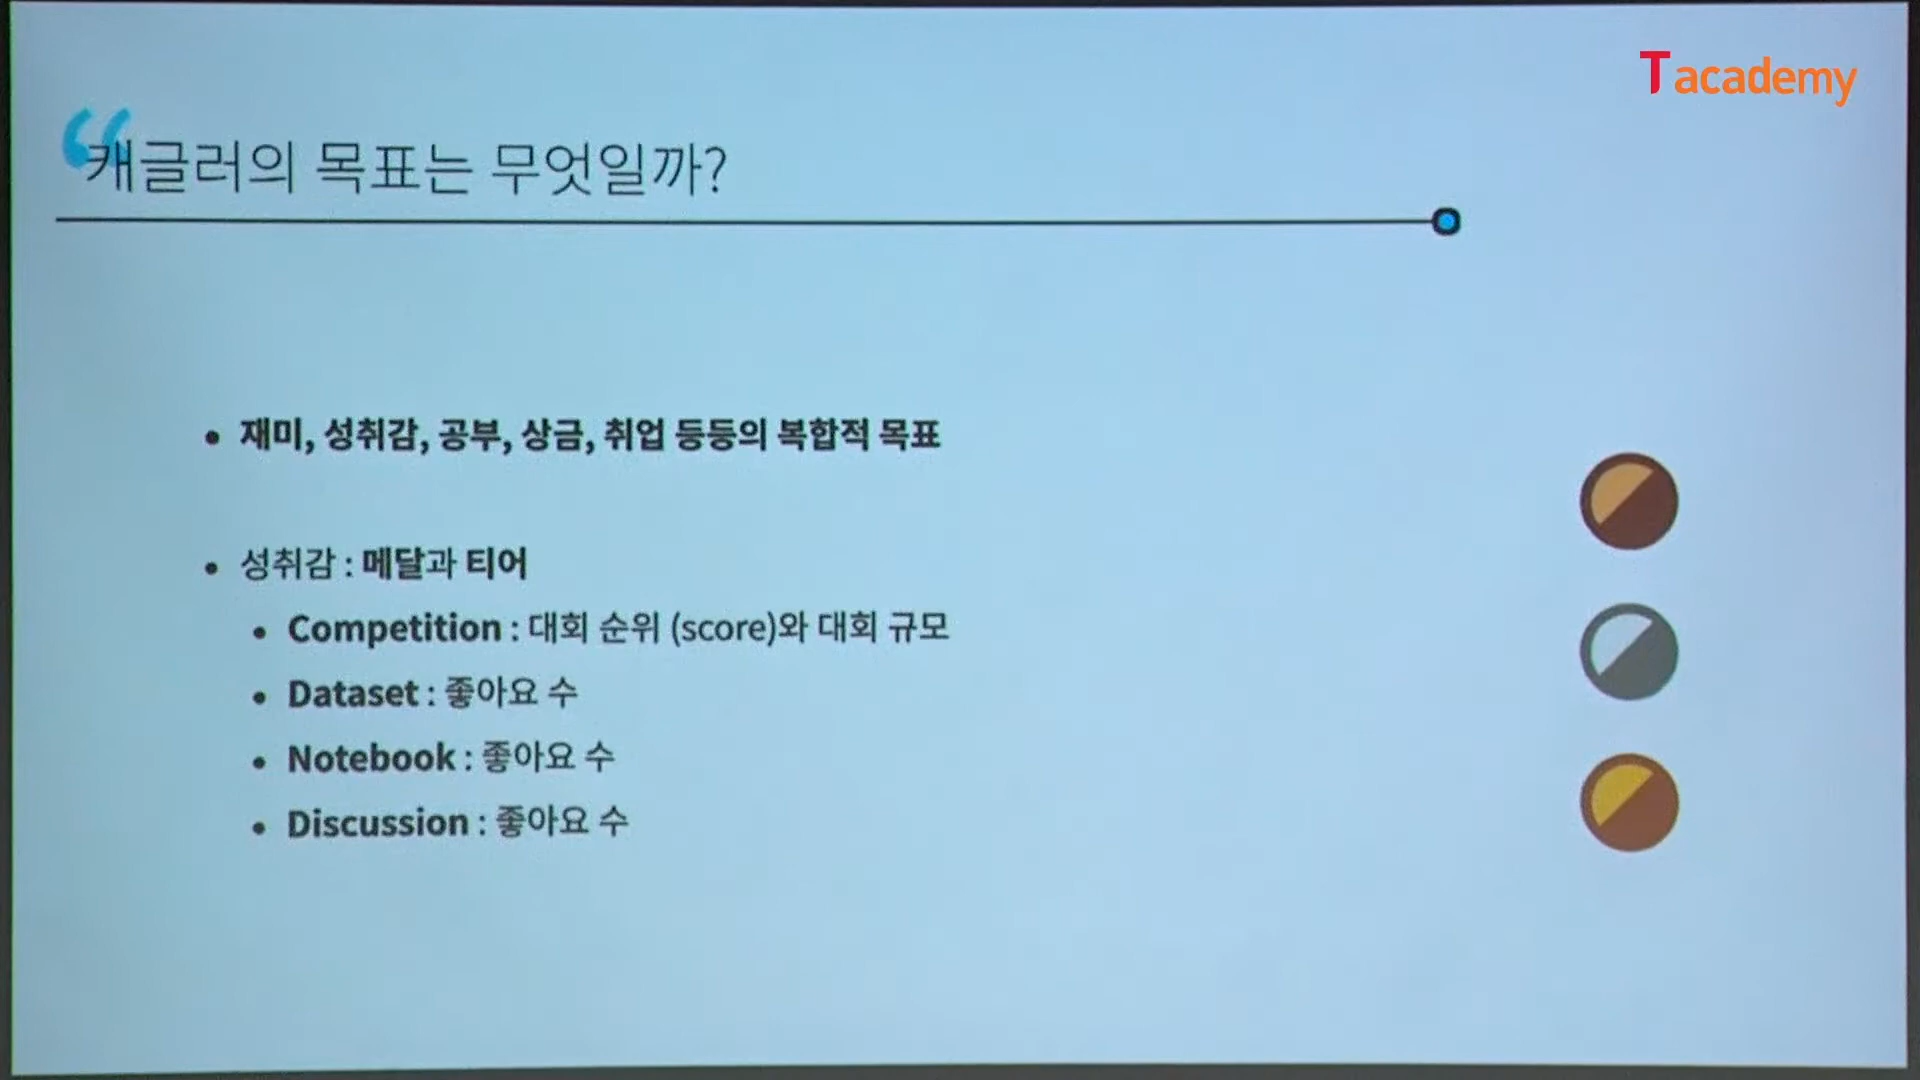 T academy
캐글러의 목표는 무엇일까?
• 재미, 성취감, 공부, 상금, 취업 등등의 복합적 목표
• 성취감 : 메달과 티어
• Competition : 대회 순위 (score)와 대회 규모
• Dataset : 좋아요 수
• Notebook : 좋아요 수
• Discussion : 좋아요 수